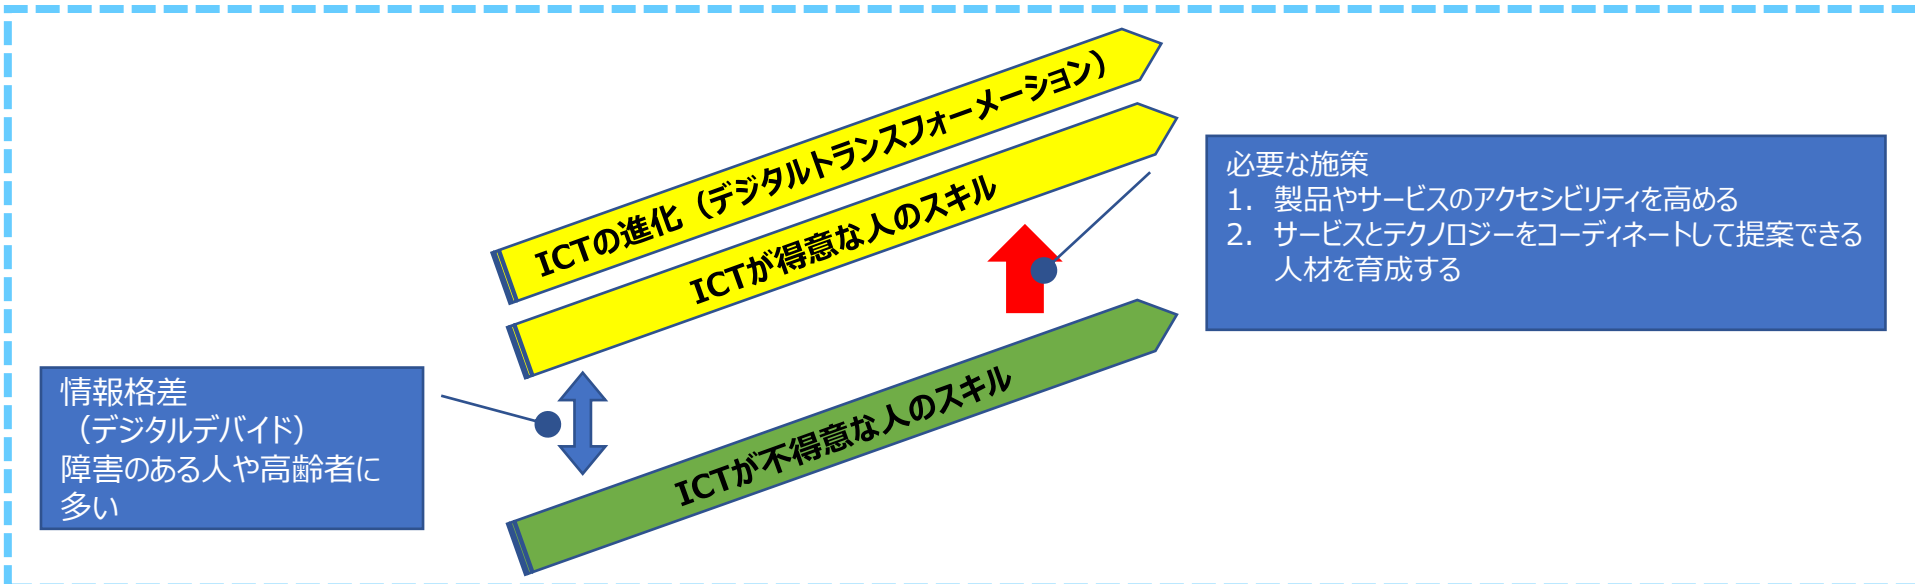 ICTの進化（デジタルトランスフォーメーション）
ICTが得意な人のスキル
必要な施策
1. 製品やサービスのアクセシビリティを高める
2. サービスとテクノロジーをコーディネートして提案できる
人材を育成する
情報格差
（デジタルデバイド）
障害のある人や高齢者に
多い
ICTが不得意な人のスキル